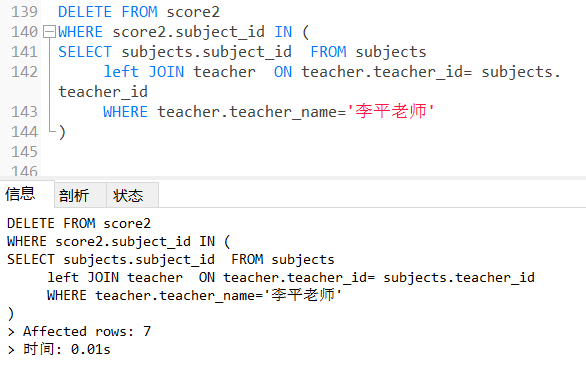 139 DELETE FROM score2
140 WHERE score2.subject_id IN (
141 SELECT subjects.subject_id  FROM subjects
142 left JOIN teacher  ON teacher.teacher_id= subjects.
teacher_id
143 WHERE teacher.teacher_name='李平老师'
144 )
145
146
信息 剖析 状态
DELETE FROM score2
WHERE score2.subject_id IN (
SELECT subjects.subject_id  FROM subjects
left JOIN teacher  ON teacher.teacher_id= subjects.teacher_id
WHERE teacher.teacher_name='李平老师'
)
> Affected rows: 7
> 时间: 0.01s